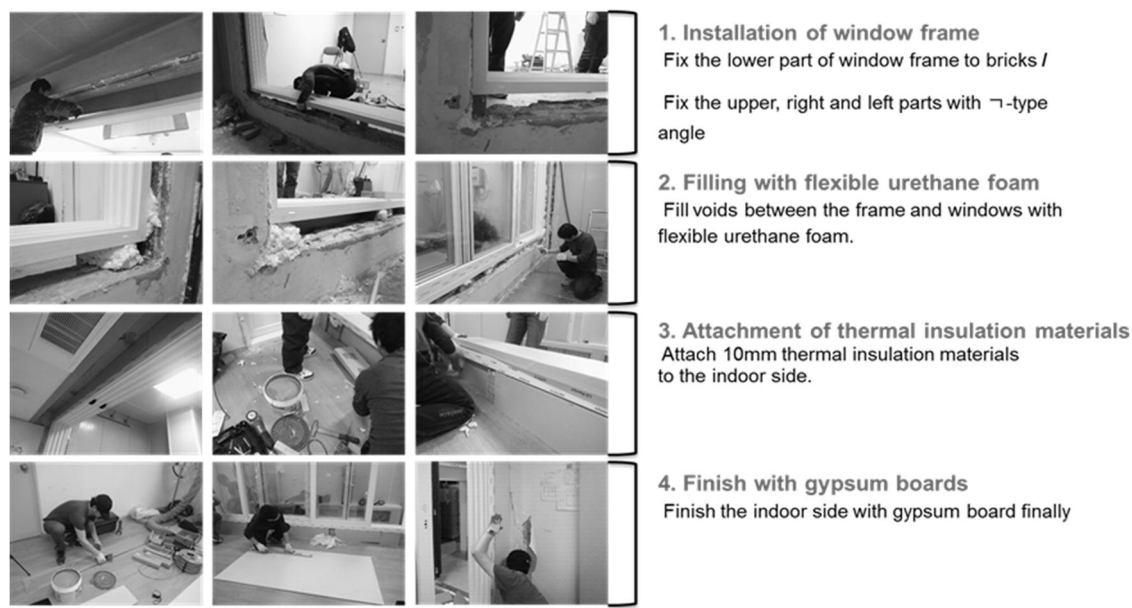 1. Installation of window frame
Fix the lower part of window frame to bricks /
Fix the upper, right and left parts with ㄱ-type
angle
2. Filling with flexible urethane foam
Fill voids between the frame and windows with
flexible urethane foam.
3. Attachment of thermal insulation materials
Attach 10mm thermal insulation materials
to the indoor side.
4. Finish with gypsum boards
Finish the indoor side with gypsum board finally